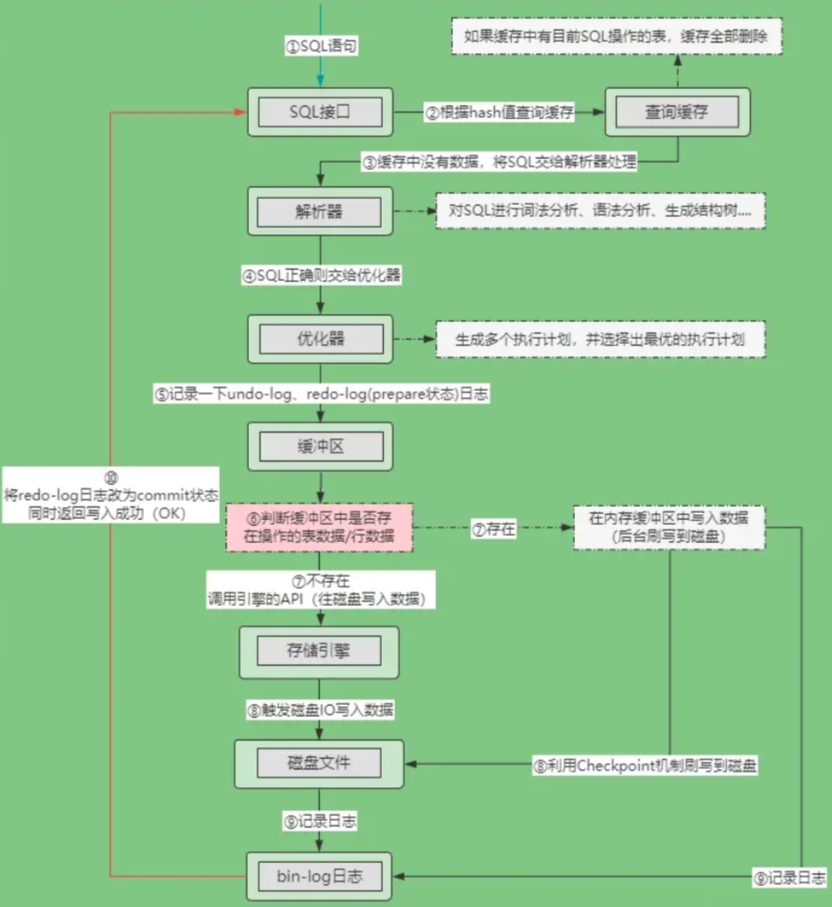 ①SQL语句
如果缓存中有目前SQL操作的表，缓存全部删除
SQL接口
②根据hash值查询缓存
查询缓存
③缓存中没有数据，将SQL交给解析器处理
解析器
对SQL进行词法分析、语法分析、生成结构树....
④SQL正确则交给优化器
优化器
生成多个执行计划，并选择出最优的执行计划
⑤记录一下undo-log、redo-log(prepare状态)日志
缓冲区
⑩
将redo-log日志改为commit状态
同时返回写入成功（OK）
⑥判断缓冲区中是否存
在操作的表数据/行数据
⑦存在
在内存缓冲区中写入数据
（后台刷写到磁盘）
⑦不存在
调用引擎的API（往磁盘写入数据）
存储引擎
⑧触发磁盘IO写入数据
磁盘文件
⑧利用Checkpoint机制刷写到磁盘
⑨记录日志
bin-log日志
⑨记录日志